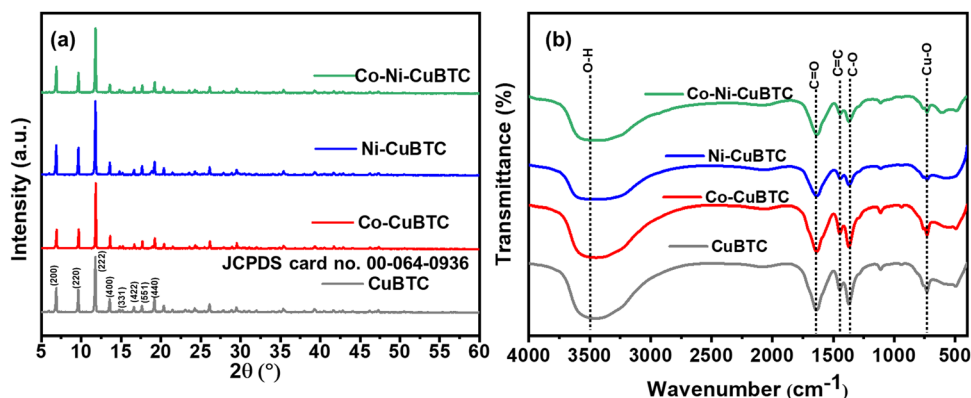 (a)
Intensity (a.u.)
Co-Ni-CuBTC
Ni-CuBTC
Co-CuBTC
JCPDS card no. 00-064-0936
CuBTC
(200)
(220)
(222)
(400)
(331)
(422)
(551)
(440)
5 10 15 20 25 30 35 40 45 50 55 60
2θ (°)
(b)
Transmittance (%)
O-H
C=O
C=C
C-O
Cu-O
Co-Ni-CuBTC
Ni-CuBTC
Co-CuBTC
CuBTC
4000 3500 3000 2500 2000 1500 1000 500
Wavenumber (cm⁻¹)